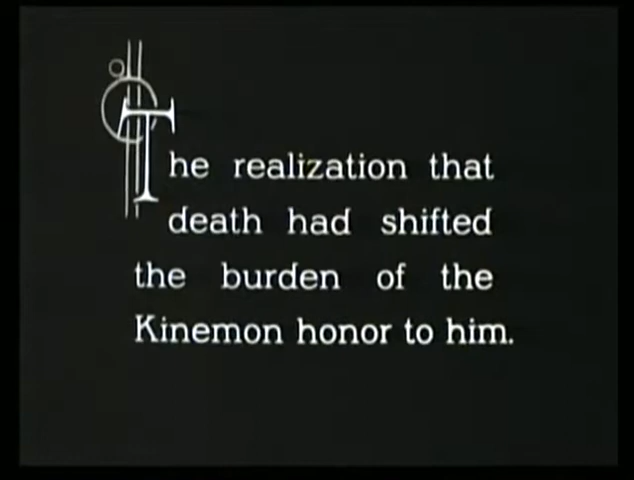 The realization that
death had shifted
the burden of the
Kinemon honor to him.